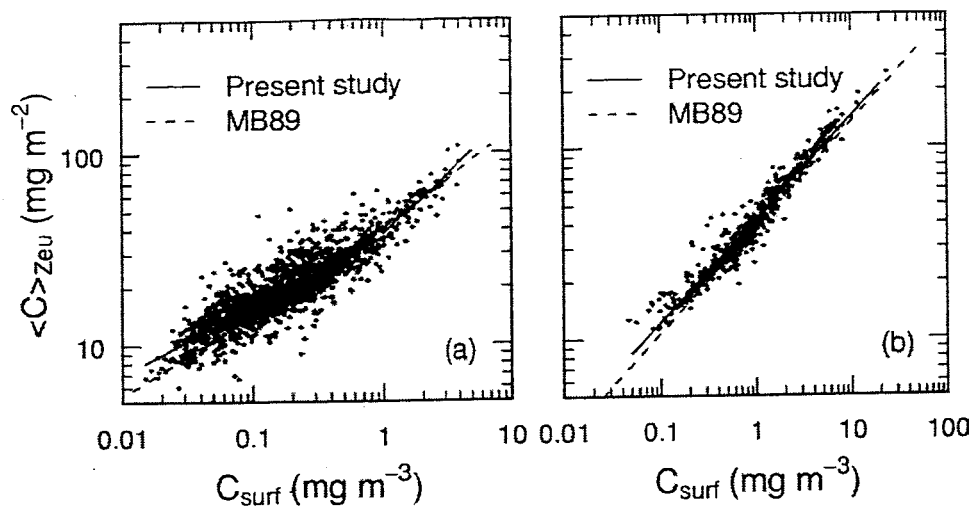 <C>Zeu (mg m−2)
100
10
Present study
MB89
(a)
0.01 0.1 1 10
Csurf (mg m−3)
Present study
MB89
(b)
0.01 0.1 1 10 100
Csurf (mg m−3)